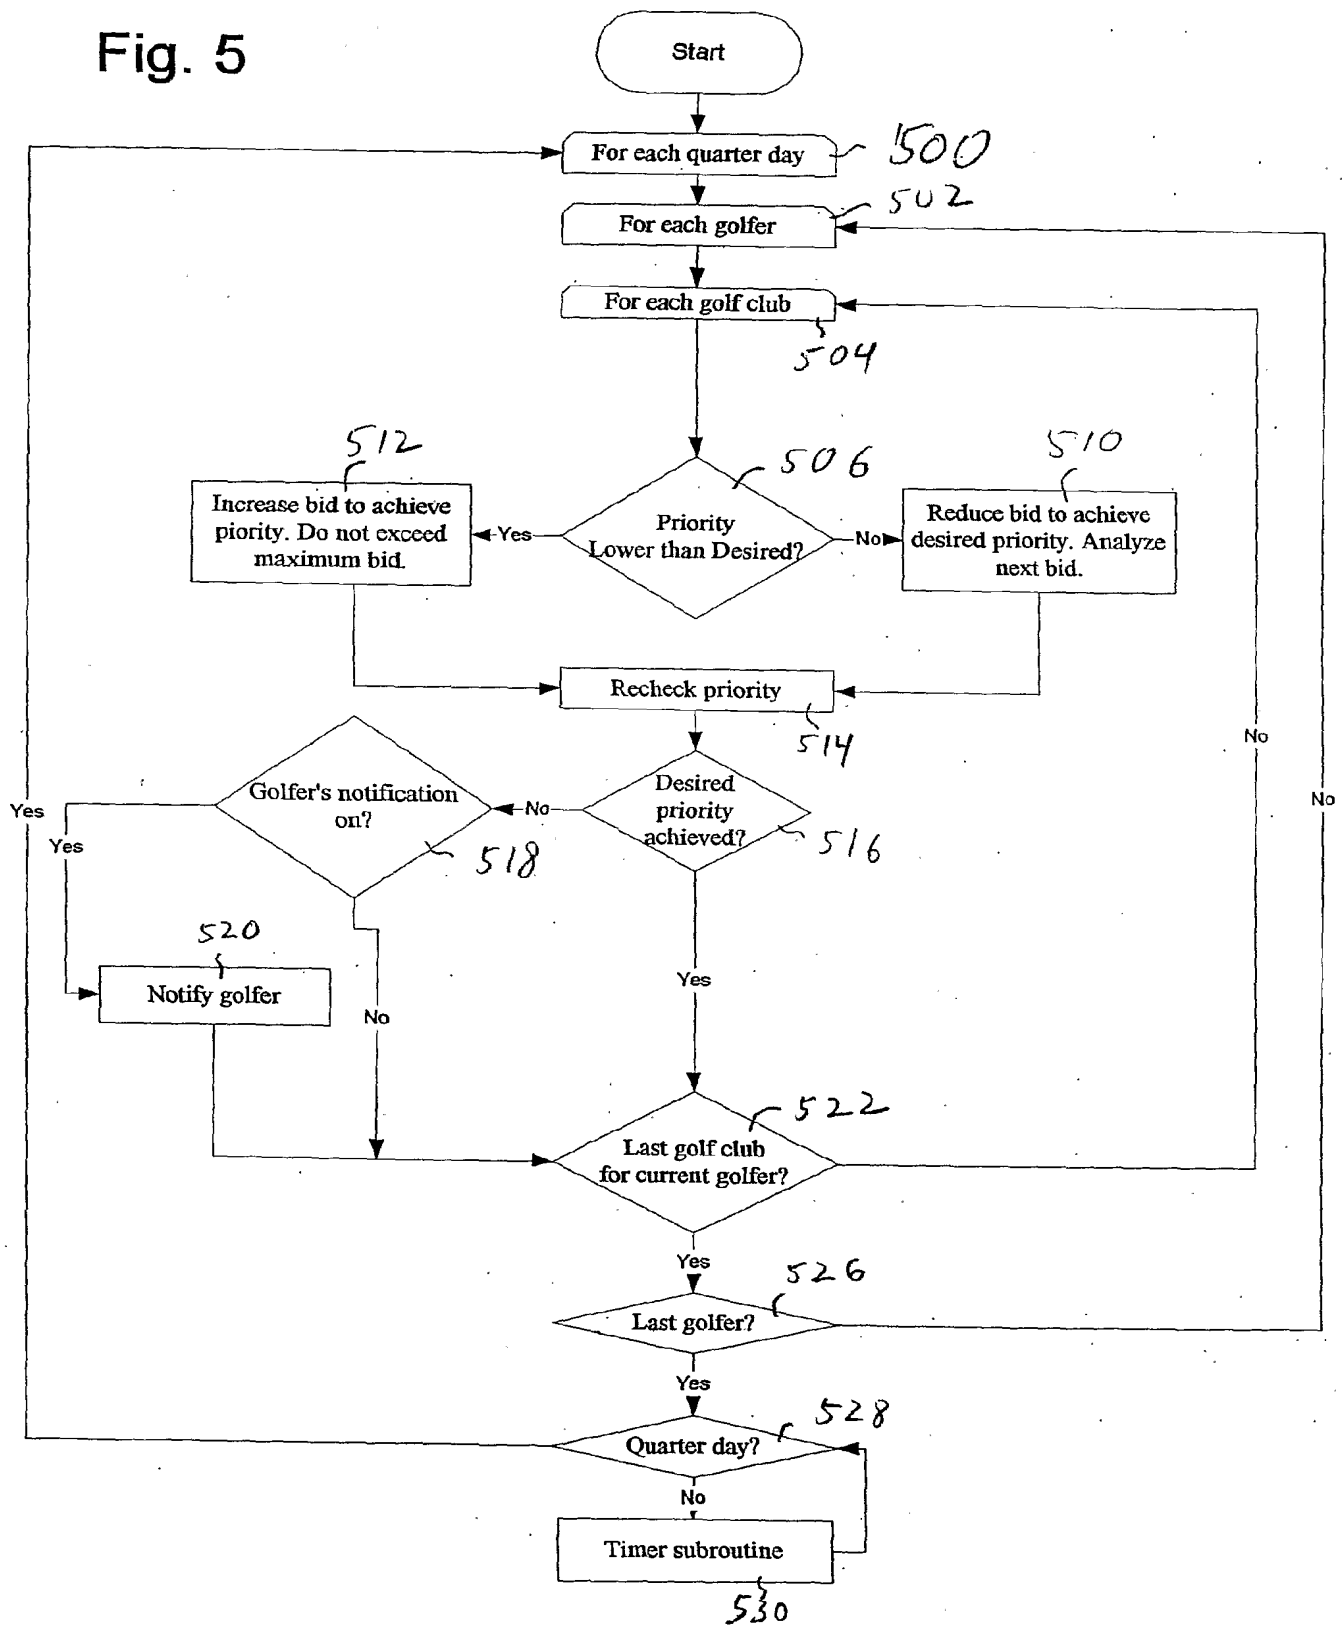 Fig. 5
Start
For each quarter day
500
502
For each golfer
For each golf club
504
512
510
506
Increase bid to achieve
piority. Do not exceed
maximum bid.
Yes
Priority
Lower than Desired?
No
Reduce bid to achieve
desired priority. Analyze
next bid.
Recheck priority
514
No
Golfer's notification
on?
518
No
Desired
priority
achieved?
516
Yes
Yes
No
520
Notify golfer
No
Yes
522
Last golf club
for current golfer?
Yes
526
Last golfer?
Yes
528
Quarter day?
No
Timer subroutine
530